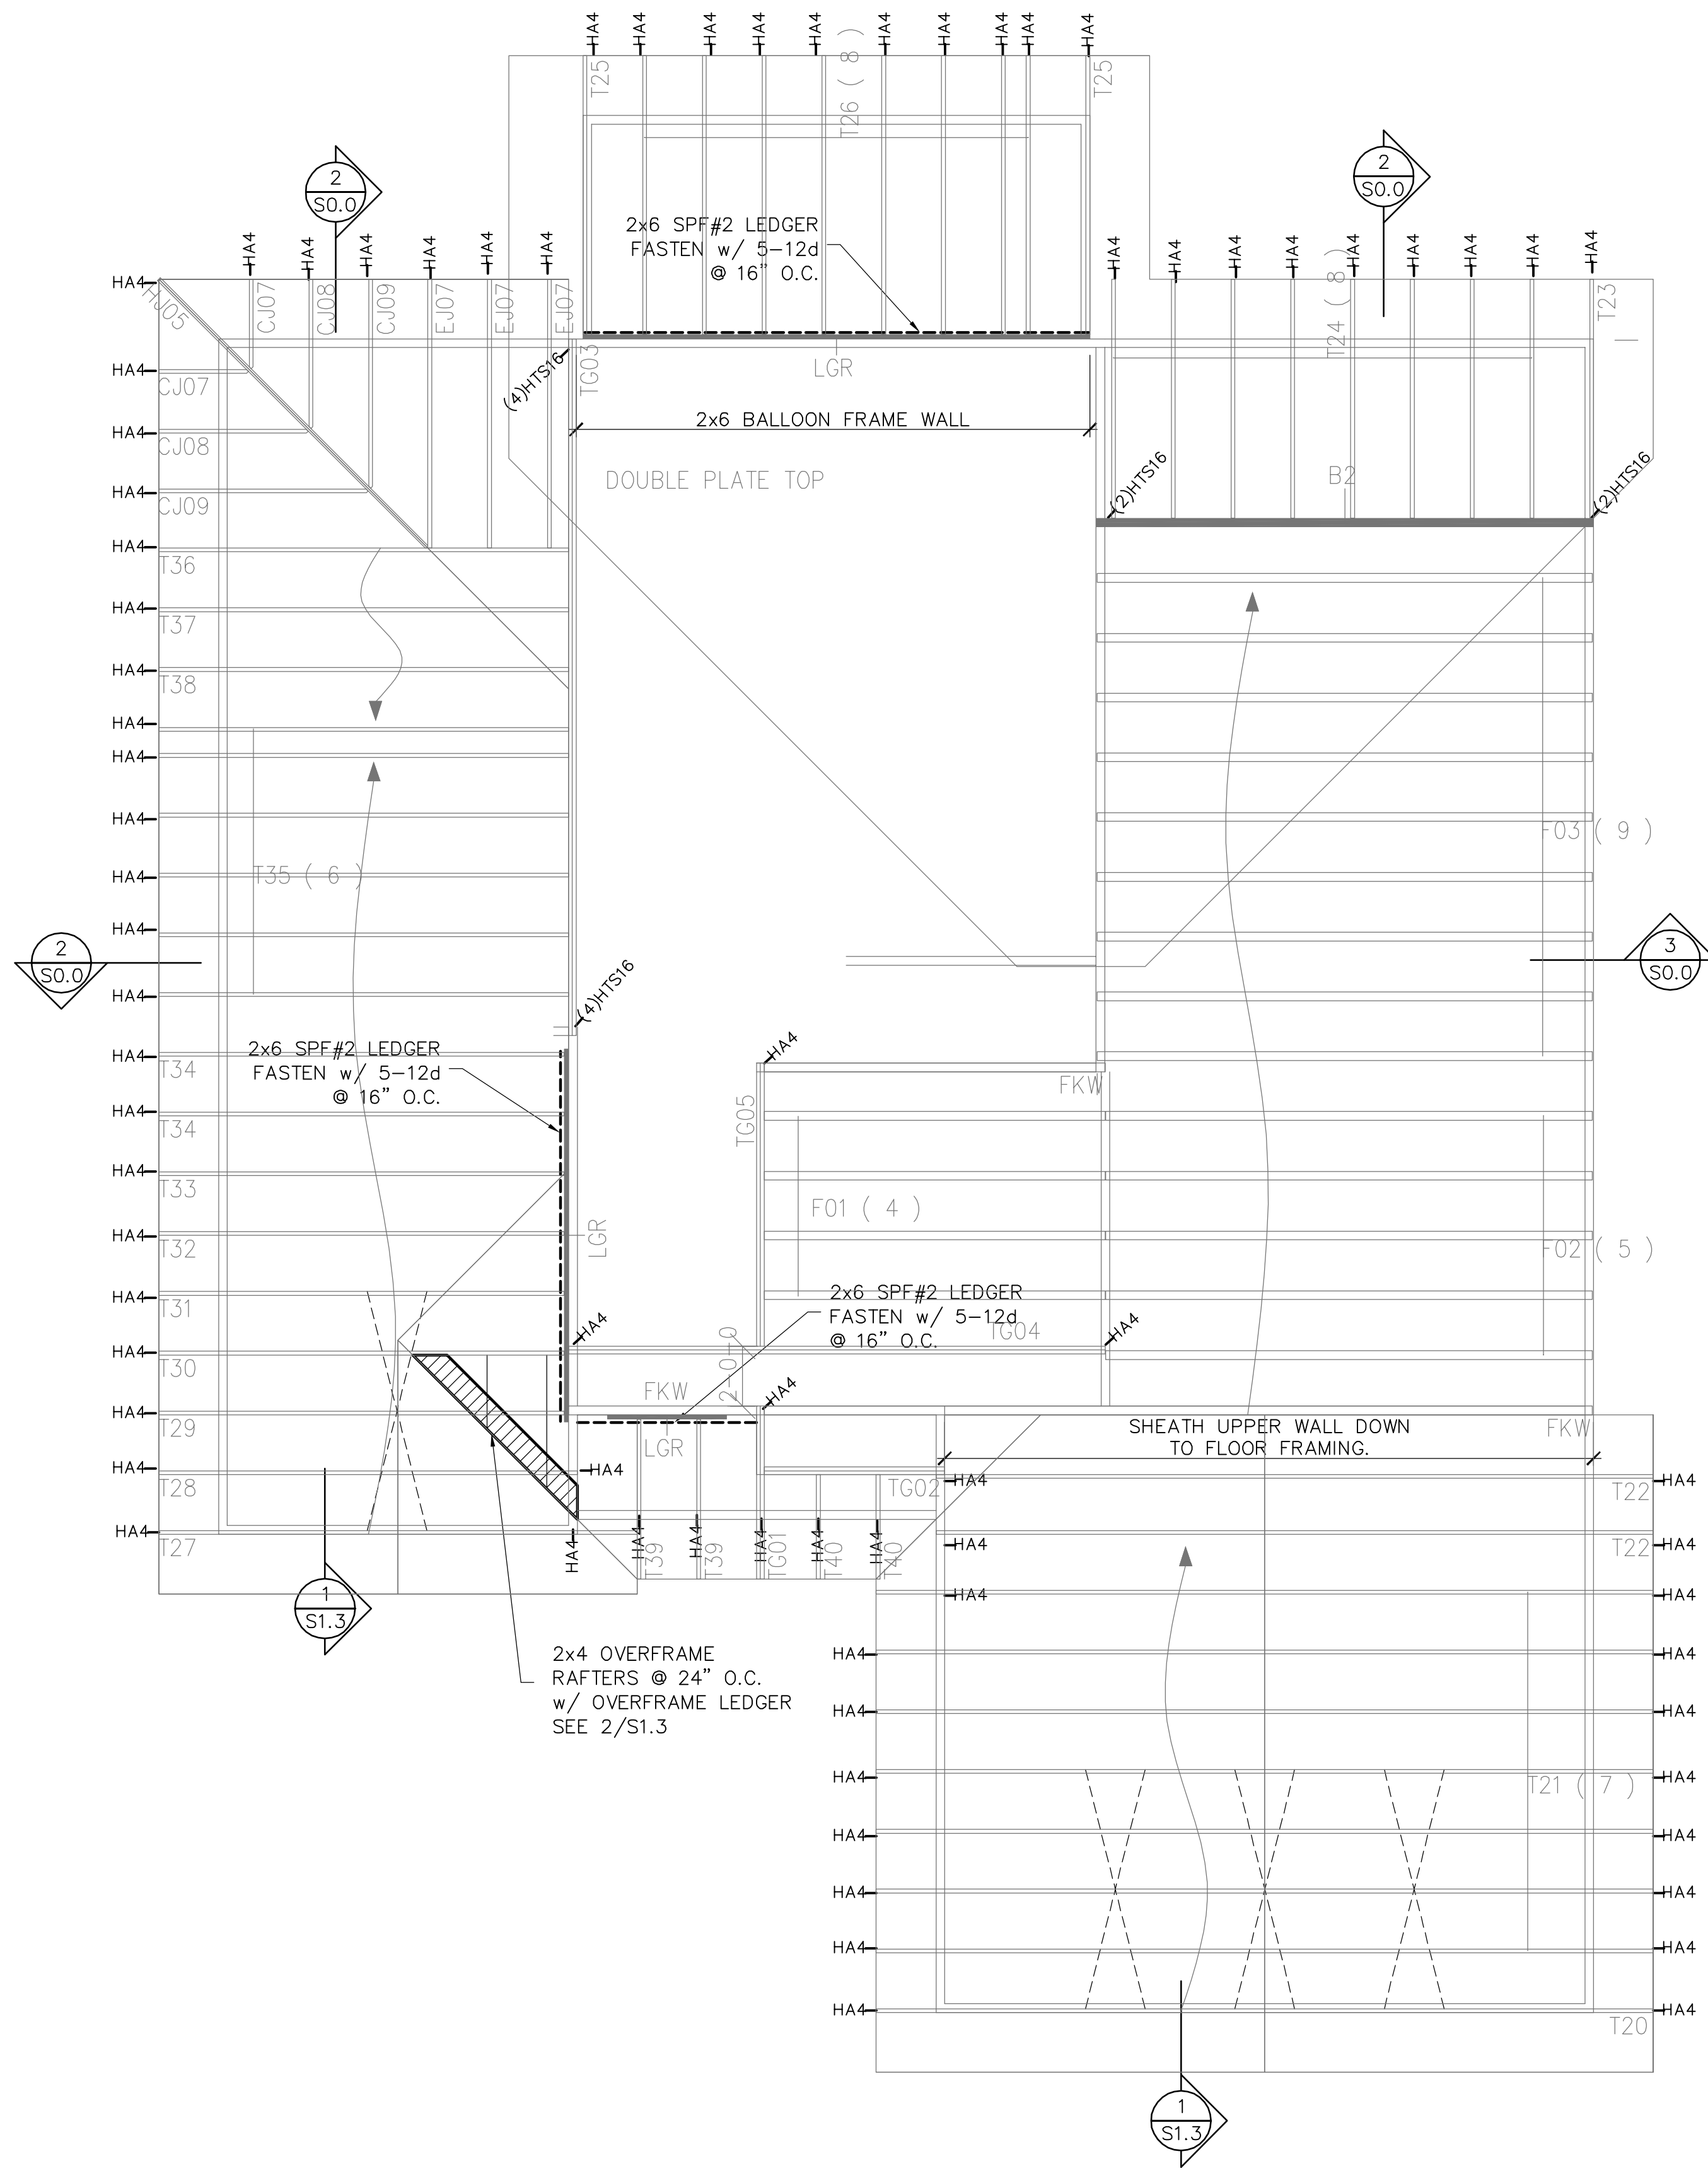 HA4 HA4 HA4 HA4 HA4 HA4 HA4 HA4 HA4 HA4
T25
T26 ( 8 )
T25
2
S0.0
2
S0.0
2x6 SPF#2 LEDGER
FASTEN w/ 5-12d
@ 16" O.C.
HA4 HA4 HA4 HA4 HA4 HA4
HA4 HA4 HA4 HA4 HA4 HA4 HA4 HA4 HA4
HA4
HJ05
CJ07
CJ08
CJ09
EJ07
EJ07
EJ07
T24 ( 8 )
T23
(4)HTS16
TG03
LGR
HA4
CJ07
2x6 BALLOON FRAME WALL
HA4
CJ08
DOUBLE PLATE TOP
B2
(2)HTS16
(2)HTS16
HA4
CJ09
HA4
T36
HA4
T37
HA4
T38
HA4
HA4
HA4
F03 ( 9 )
HA4
T35 ( 6 )
HA4
2
S0.0
3
S0.0
HA4
(4)HTS16
2x6 SPF#2 LEDGER
FASTEN w/ 5-12d
@ 16" O.C.
HA4
T34
HA4
FKW
TG05
HA4
T34
HA4
T33
F01 ( 4 )
HA4
T32
LGR
F02 ( 5 )
HA4
T31
2x6 SPF#2 LEDGER
FASTEN w/ 5-12d
@ 16" O.C.
TG04
HA4
HA4
HA4
T30
2-0-0
FKW
HA4
HA4
T29
LGR
SHEATH UPPER WALL DOWN
TO FLOOR FRAMING.
FKW
HA4
T28
HA4
TG02
HA4
HA4
T22
HA4
T27
HA4
HA4 HA4 HA4 HA4 HA4
T39
T39
TG01
T40
T40
HA4
HA4
T22
HA4
HA4
1
S1.3
2x4 OVERFRAME
RAFTERS @ 24" O.C.
w/ OVERFRAME LEDGER
SEE 2/S1.3
HA4
HA4
HA4
HA4
HA4
HA4
T21 ( 7 )
HA4
HA4
HA4
HA4
HA4
HA4
HA4
HA4
T20
1
S1.3